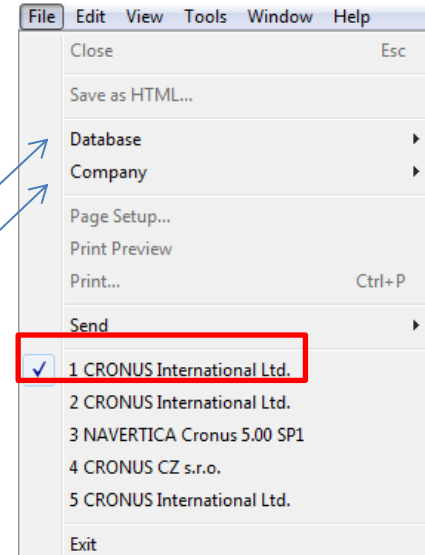 File Edit View Tools Window Help
Close Esc
Save as HTML...
Database
Company
Page Setup...
Print Preview
Print... Ctrl+P
Send
1 CRONUS International Ltd.
2 CRONUS International Ltd.
3 NAVERTICA Cronus 5.00 SP1
4 CRONUS CZ s.r.o.
5 CRONUS International Ltd.
Exit